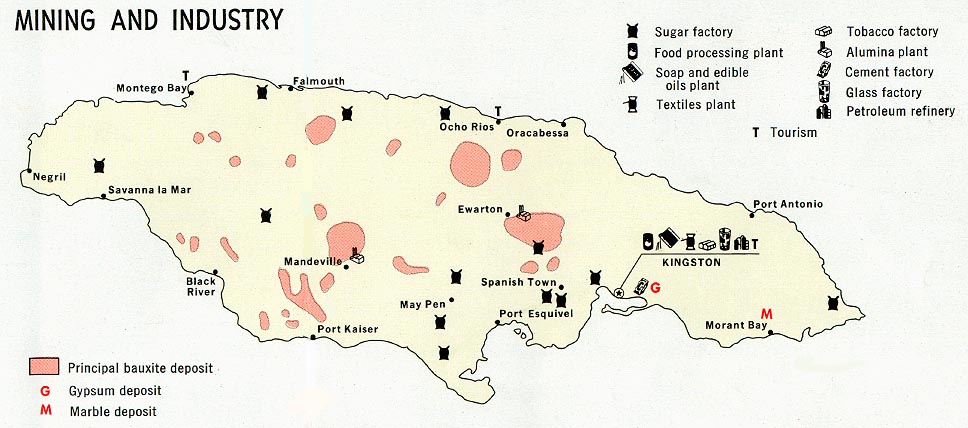 MINING AND INDUSTRY
Sugar factory
Food processing plant
Soap and edible
oils plant
Textiles plant
Tobacco factory
Alumina plant
Cement factory
Glass factory
Petroleum refinery
T Tourism
T
Montego Bay
Falmouth
T
Ocho Rios
Oracabessa
Negril
Savanna la Mar
Port Antonio
Ewarton
T
KINGSTON
Mandeville
Black
River
Spanish Town
G
May Pen
Port Esquivel
M
Morant Bay
Port Kaiser
Principal bauxite deposit
G Gypsum deposit
M Marble deposit